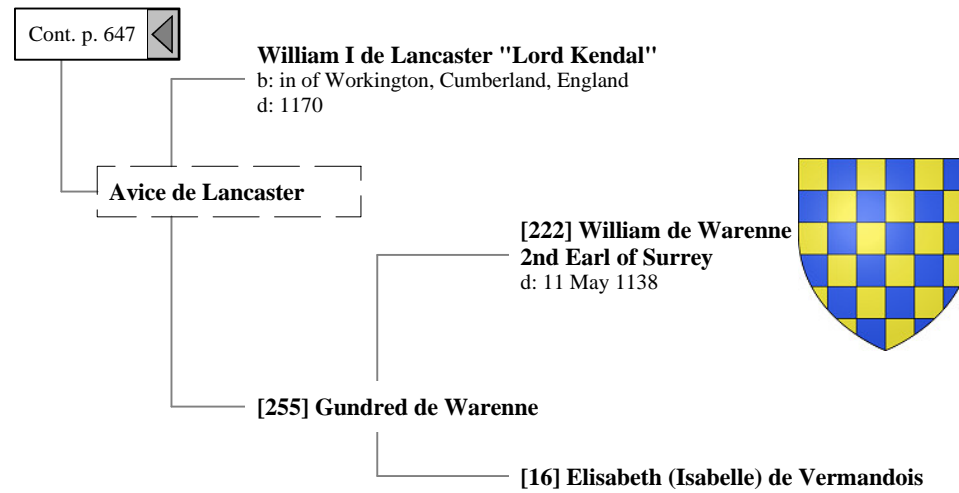 Cont. p. 647
William I de Lancaster "Lord Kendal"
b: in of Workington, Cumberland, England
d: 1170
Avice de Lancaster
[222] William de Warenne
2nd Earl of Surrey
d: 11 May 1138
[255] Gundred de Warenne
[16] Elisabeth (Isabelle) de Vermandois